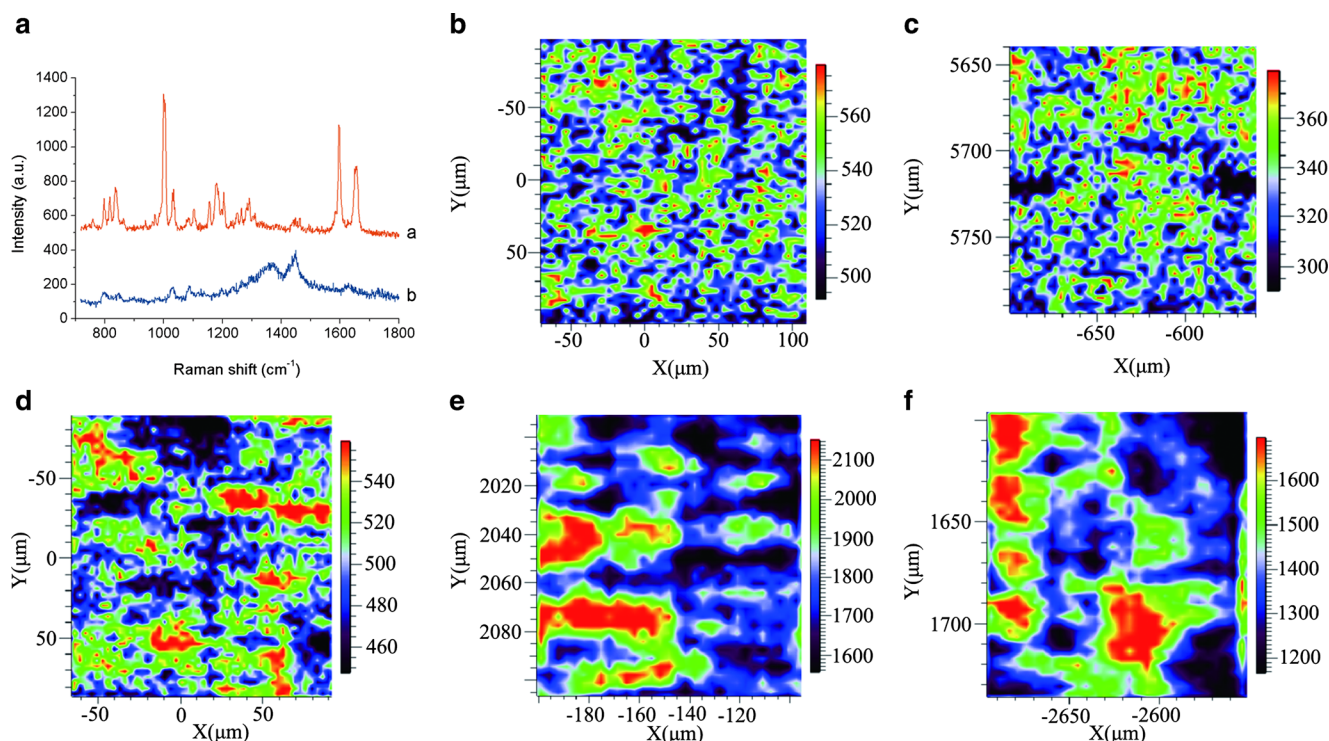 a
1400
1200
1000
800
600
400
200
0
Intensity (a.u.)
a
b
800 1000 1200 1400 1600 1800
Raman shift (cm-1)
b
-50
0
50
Y(μm)
-50 0 50 100
X(μm)
560
540
520
500
c
5650
5700
5750
Y(μm)
-650 -600
X(μm)
360
340
320
300
d
-50
0
50
Y(μm)
-50 0 50
X(μm)
540
520
500
480
460
e
2020
2040
2060
2080
Y(μm)
-180 -160 -140 -120
X(μm)
2100
2000
1900
1800
1700
1600
f
1650
1700
Y(μm)
-2650 -2600
X(μm)
1600
1500
1400
1300
1200